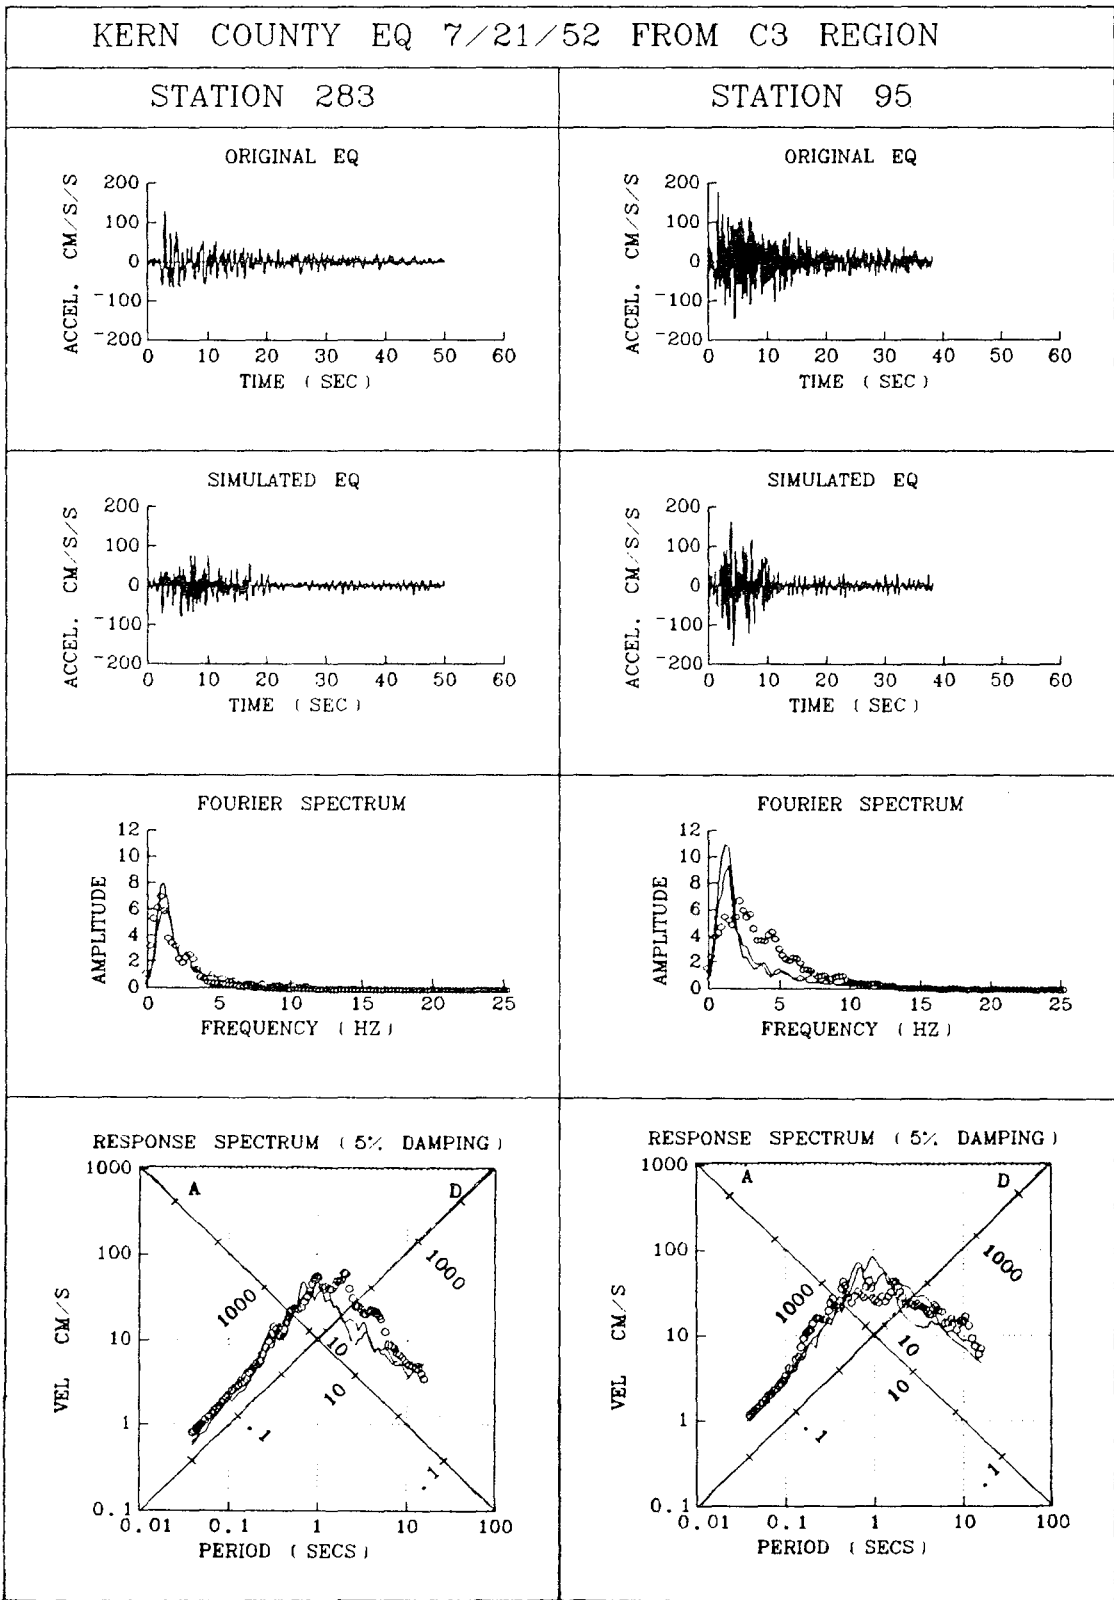 KERN COUNTY EQ 7/21/52 FROM C3 REGION
STATION 283
STATION 95
ORIGINAL EQ
ACCEL. CM/S/S
200
100
0
-100
-200
0 10 20 30 40 50 60
TIME (SEC)
ORIGINAL EQ
ACCEL. CM/S/S
200
100
0
-100
-200
0 10 20 30 40 50 60
TIME (SEC)
SIMULATED EQ
ACCEL. CM/S/S
200
100
0
-100
-200
0 10 20 30 40 50 60
TIME (SEC)
SIMULATED EQ
ACCEL. CM/S/S
200
100
0
-100
-200
0 10 20 30 40 50 60
TIME (SEC)
FOURIER SPECTRUM
AMPLITUDE
12
10
8
6
4
2
0
0 5 10 15 20 25
FREQUENCY (HZ)
FOURIER SPECTRUM
AMPLITUDE
12
10
8
6
4
2
0
0 5 10 15 20 25
FREQUENCY (HZ)
RESPONSE SPECTRUM (5% DAMPING)
VEL CM/S
1000
100
10
1
0.1
A
D
1000
1000
10
10
.1
.1
0.01 0.1 1 10 100
PERIOD (SECS)
RESPONSE SPECTRUM (5% DAMPING)
VEL CM/S
1000
100
10
1
0.1
A
D
1000
1000
10
10
.1
.1
0.01 0.1 1 10 100
PERIOD (SECS)